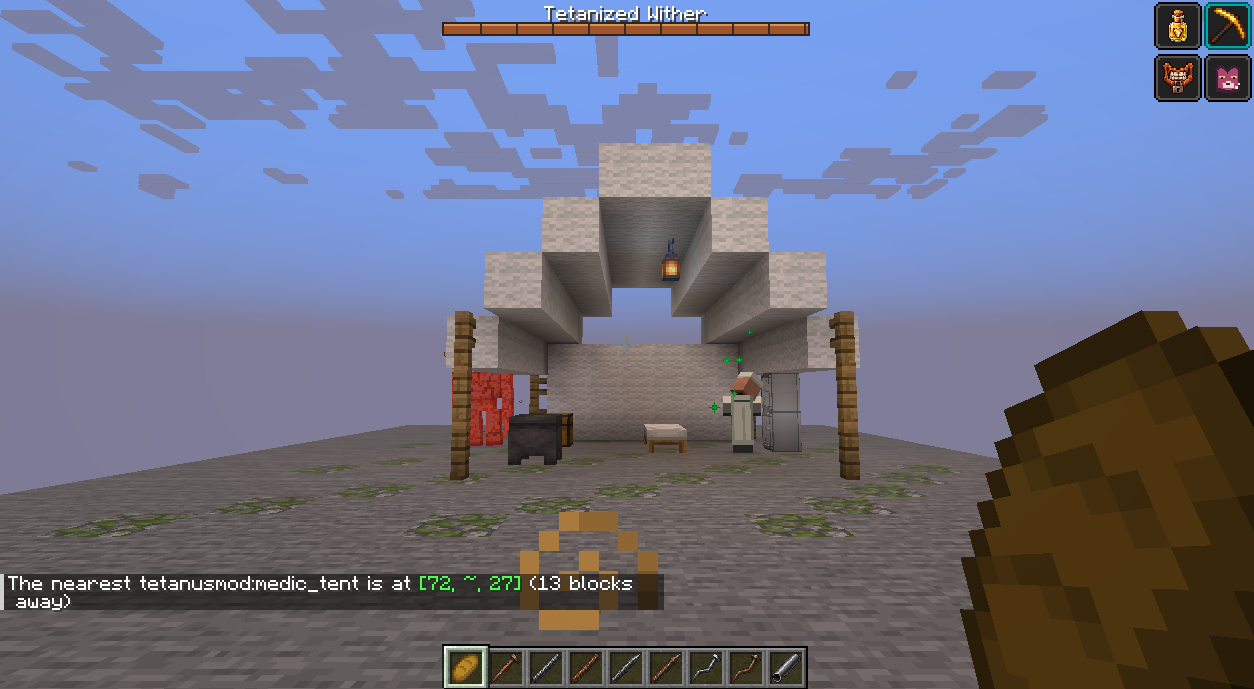 Tetanized Wither
The nearest tetanusmod:medic_tent is at [72, ~, 27] (13 blocks
away)